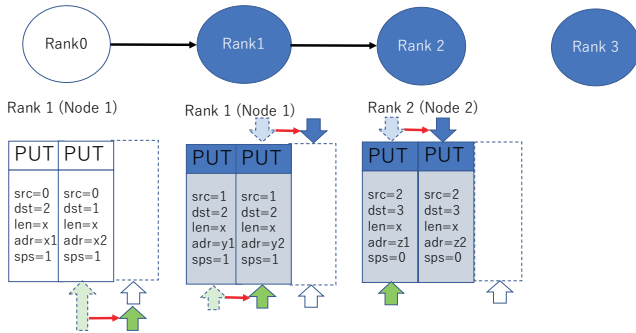 Rank0
Rank1
Rank 2
Rank 3
Rank 1 (Node 1)
PUT PUT
src=0 src=0
dst=2 dst=1
len=x len=x
adr=x1 adr=x2
sps=1 sps=1
Rank 1 (Node 1)
PUT PUT
src=1 src=1
dst=2 dst=2
len=x len=x
adr=y1 adr=y2
sps=1 sps=1
Rank 2 (Node 2)
PUT PUT
src=2 src=2
dst=3 dst=3
len=x len=x
adr=z1 adr=z2
sps=0 sps=0